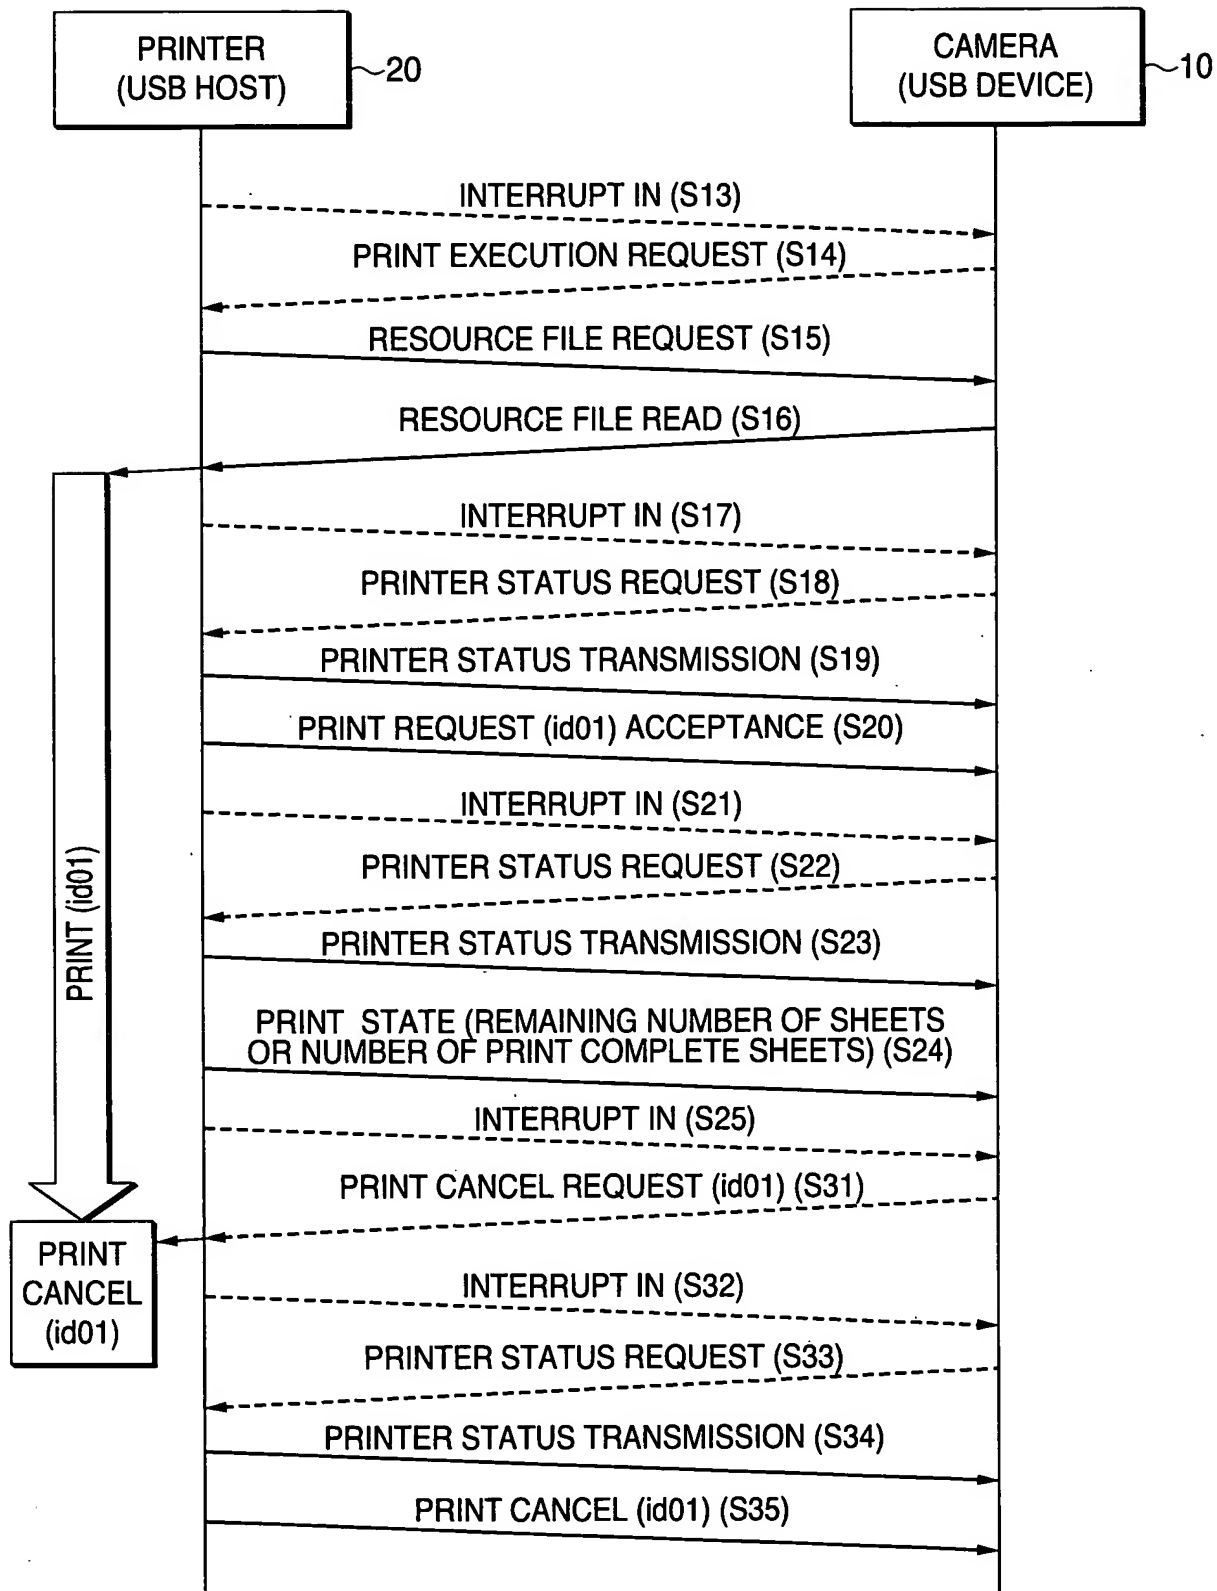 PRINTER
(USB HOST)
20
CAMERA
(USB DEVICE)
10
INTERRUPT IN (S13)
PRINT EXECUTION REQUEST (S14)
RESOURCE FILE REQUEST (S15)
RESOURCE FILE READ (S16)
INTERRUPT IN (S17)
PRINTER STATUS REQUEST (S18)
PRINTER STATUS TRANSMISSION (S19)
PRINT REQUEST (id01) ACCEPTANCE (S20)
INTERRUPT IN (S21)
PRINTER STATUS REQUEST (S22)
PRINT (id01)
PRINTER STATUS TRANSMISSION (S23)
PRINT STATE (REMAINING NUMBER OF SHEETS
OR NUMBER OF PRINT COMPLETE SHEETS) (S24)
INTERRUPT IN (S25)
PRINT CANCEL REQUEST (id01) (S31)
PRINT
CANCEL
(id01)
INTERRUPT IN (S32)
PRINTER STATUS REQUEST (S33)
PRINTER STATUS TRANSMISSION (S34)
PRINT CANCEL (id01) (S35)